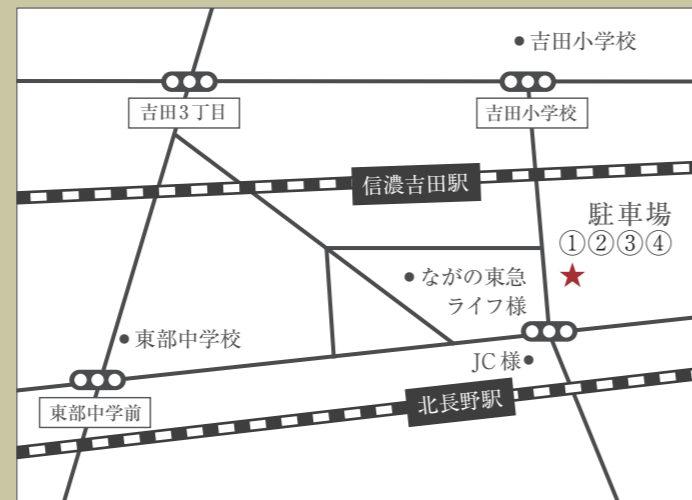 吉田小学校
吉田3丁目
吉田小学校
信濃吉田駅
駐車場
①②③④
ながの東急
ライフ様
東部中学校
JC様
北長野駅
東部中学前